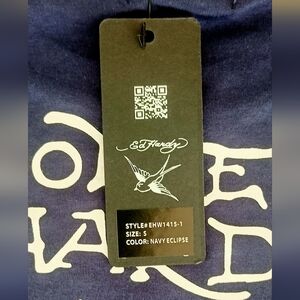 Ed Hardy
STYLE# EHW1415-1
SIZE: S
COLOR: NAVY ECLIPSE